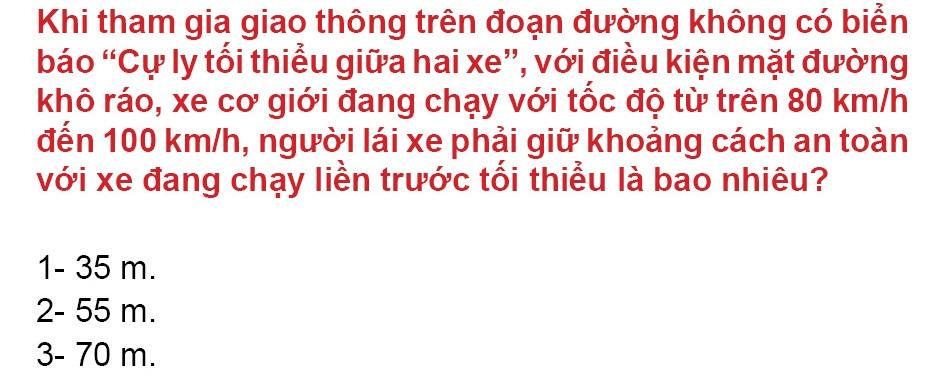 Khi tham gia giao thông trên đoạn đường không có biển
báo “Cự ly tối thiểu giữa hai xe”, với điều kiện mặt đường
khô ráo, xe cơ giới đang chạy với tốc độ từ trên 80 km/h
đến 100 km/h, người lái xe phải giữ khoảng cách an toàn
với xe đang chạy liền trước tối thiểu là bao nhiêu?
1- 35 m.
2- 55 m.
3- 70 m.